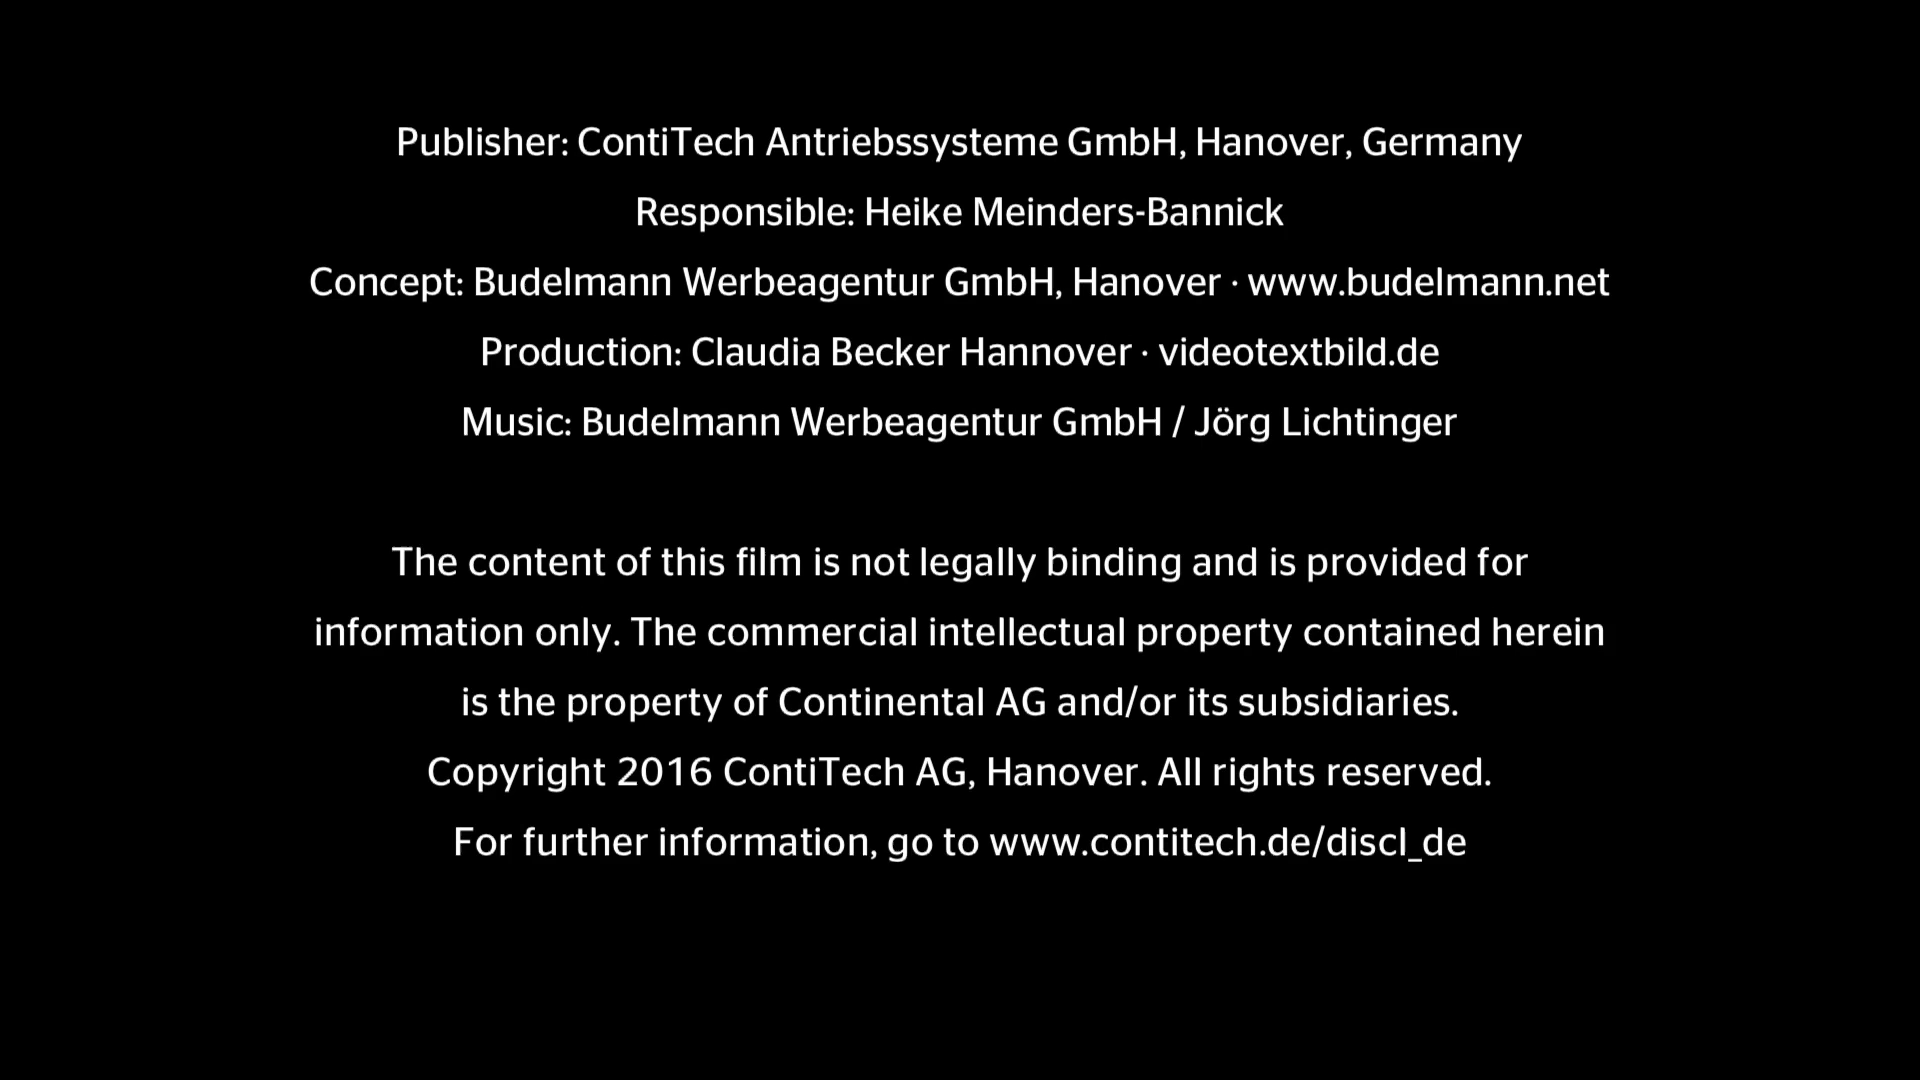 Publisher: ContiTech Antriebssysteme GmbH, Hanover, Germany
Responsible: Heike Meinders-Bannick
Concept: Budelmann Werbeagentur GmbH, Hanover · www.budelmann.net
Production: Claudia Becker Hannover · videotextbild.de
Music: Budelmann Werbeagentur GmbH / Jörg Lichtinger
The content of this film is not legally binding and is provided for
information only. The commercial intellectual property contained herein
is the property of Continental AG and/or its subsidiaries.
Copyright 2016 ContiTech AG, Hanover. All rights reserved.
For further information, go to www.contitech.de/discl_de